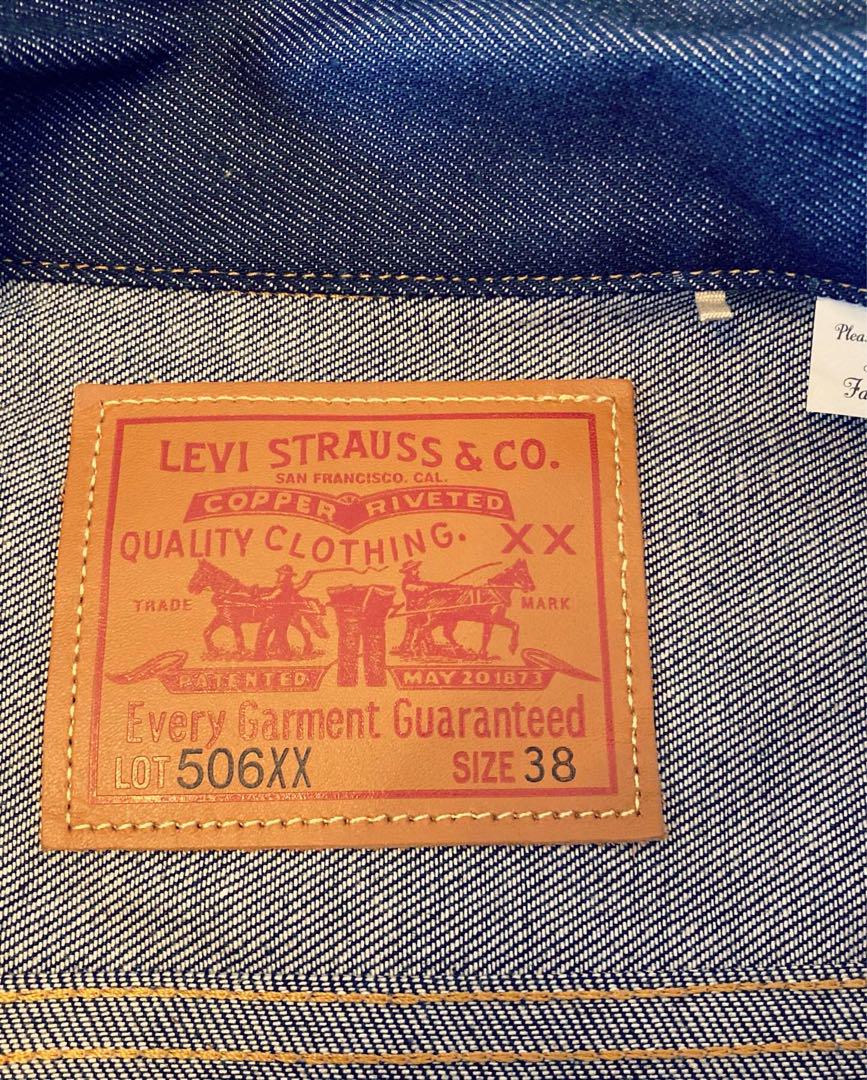 LEVI STRAUSS & CO.
SAN FRANCISCO. CAL.
COPPER RIVETED
QUALITY CLOTHING. XX
TRADE MARK
PATENTED MAY 20 1873
Every Garment Guaranteed
LOT 506XX SIZE 38